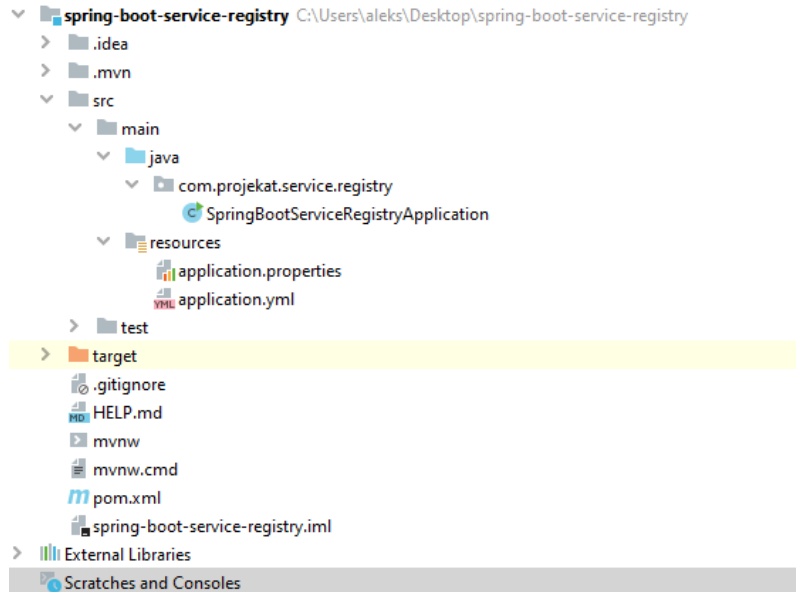 spring-boot-service-registry C:\Users\aleks\Desktop\spring-boot-service-registry
.idea
.mvn
src
main
java
com.projekat.service.registry
C SpringBootServiceRegistryApplication
resources
application.properties
YML application.yml
test
target
.gitignore
MD HELP.md
mvnw
mvnw.cmd
m pom.xml
spring-boot-service-registry.iml
External Libraries
Scratches and Consoles